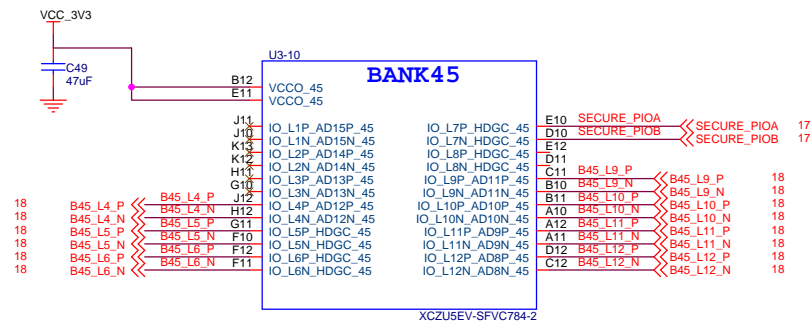 VCC_3V3
C49
47uF
U3-10
BANK45
B12 VCCO_45
E11 VCCO_45
J11 IO_L1P_AD15P_45 IO_L7P_HDGC_45 E10 SECURE_PIOA SECURE_PIOA 17
J10 IO_L1N_AD15N_45 IO_L7N_HDGC_45 D10 SECURE_PIOB SECURE_PIOB 17
K13 IO_L2P_AD14P_45 IO_L8P_HDGC_45 E12
K12 IO_L2N_AD14N_45 IO_L8N_HDGC_45 D11
H11 IO_L3P_AD13P_45 IO_L9P_AD11P_45 C11 B45_L9_P B45_L9_P 18
G10 IO_L3N_AD13N_45 IO_L9N_AD11N_45 B10 B45_L9_N B45_L9_N 18
18 B45_L4_P B45_L4_P J12 IO_L4P_AD12P_45 IO_L10P_AD10P_45 B11 B45_L10_P B45_L10_P 18
18 B45_L4_N B45_L4_N H12 IO_L4N_AD12N_45 IO_L10N_AD10N_45 A10 B45_L10_N B45_L10_N 18
18 B45_L5_P B45_L5_P G11 IO_L5P_HDGC_45 IO_L11P_AD9P_45 A12 B45_L11_P B45_L11_P 18
18 B45_L5_N B45_L5_N F10 IO_L5N_HDGC_45 IO_L11N_AD9N_45 A11 B45_L11_N B45_L11_N 18
18 B45_L6_P B45_L6_P F12 IO_L6P_HDGC_45 IO_L12P_AD8P_45 D12 B45_L12_P B45_L12_P 18
18 B45_L6_N B45_L6_N F11 IO_L6N_HDGC_45 IO_L12N_AD8N_45 C12 B45_L12_N B45_L12_N 18
XCZU5EV-SFVC784-2